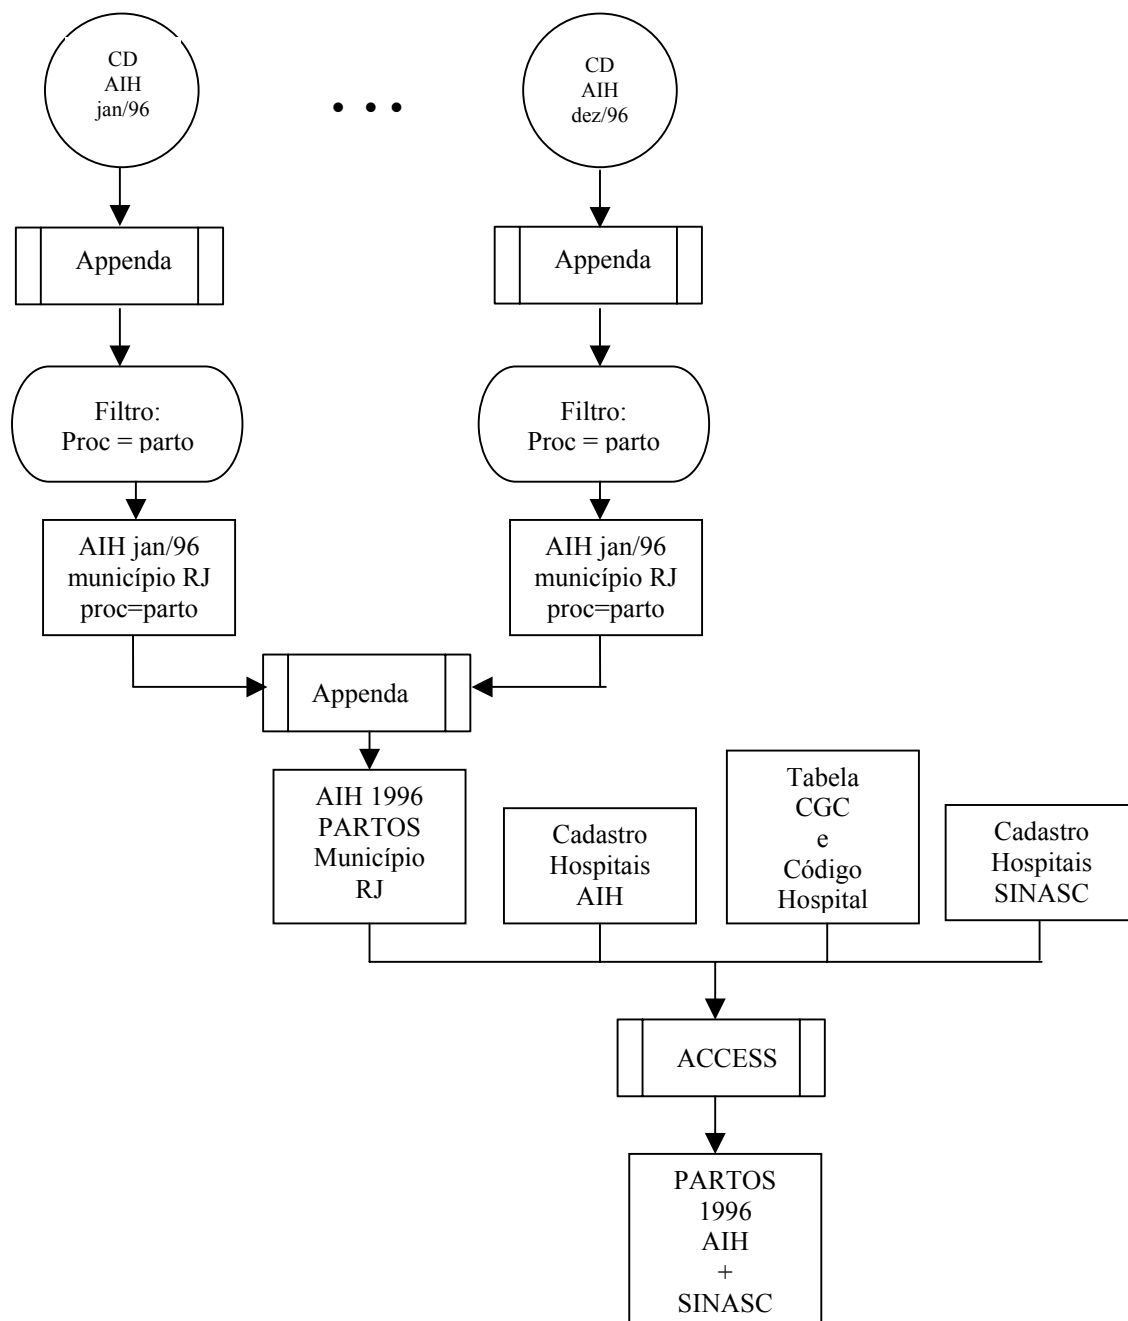 CD
AIH
jan/96
CD
AIH
dez/96
Appenda
Appenda
Filtro:
Proc = parto
Filtro:
Proc = parto
AIH jan/96
município RJ
proc=parto
AIH jan/96
município RJ
proc=parto
Appenda
AIH 1996
PARTOS
Município
RJ
Cadastro
Hospitais
AIH
Tabela
CGC
e
Código
Hospital
Cadastro
Hospitais
SINASC
ACCESS
PARTOS
1996
AIH
+
SINASC